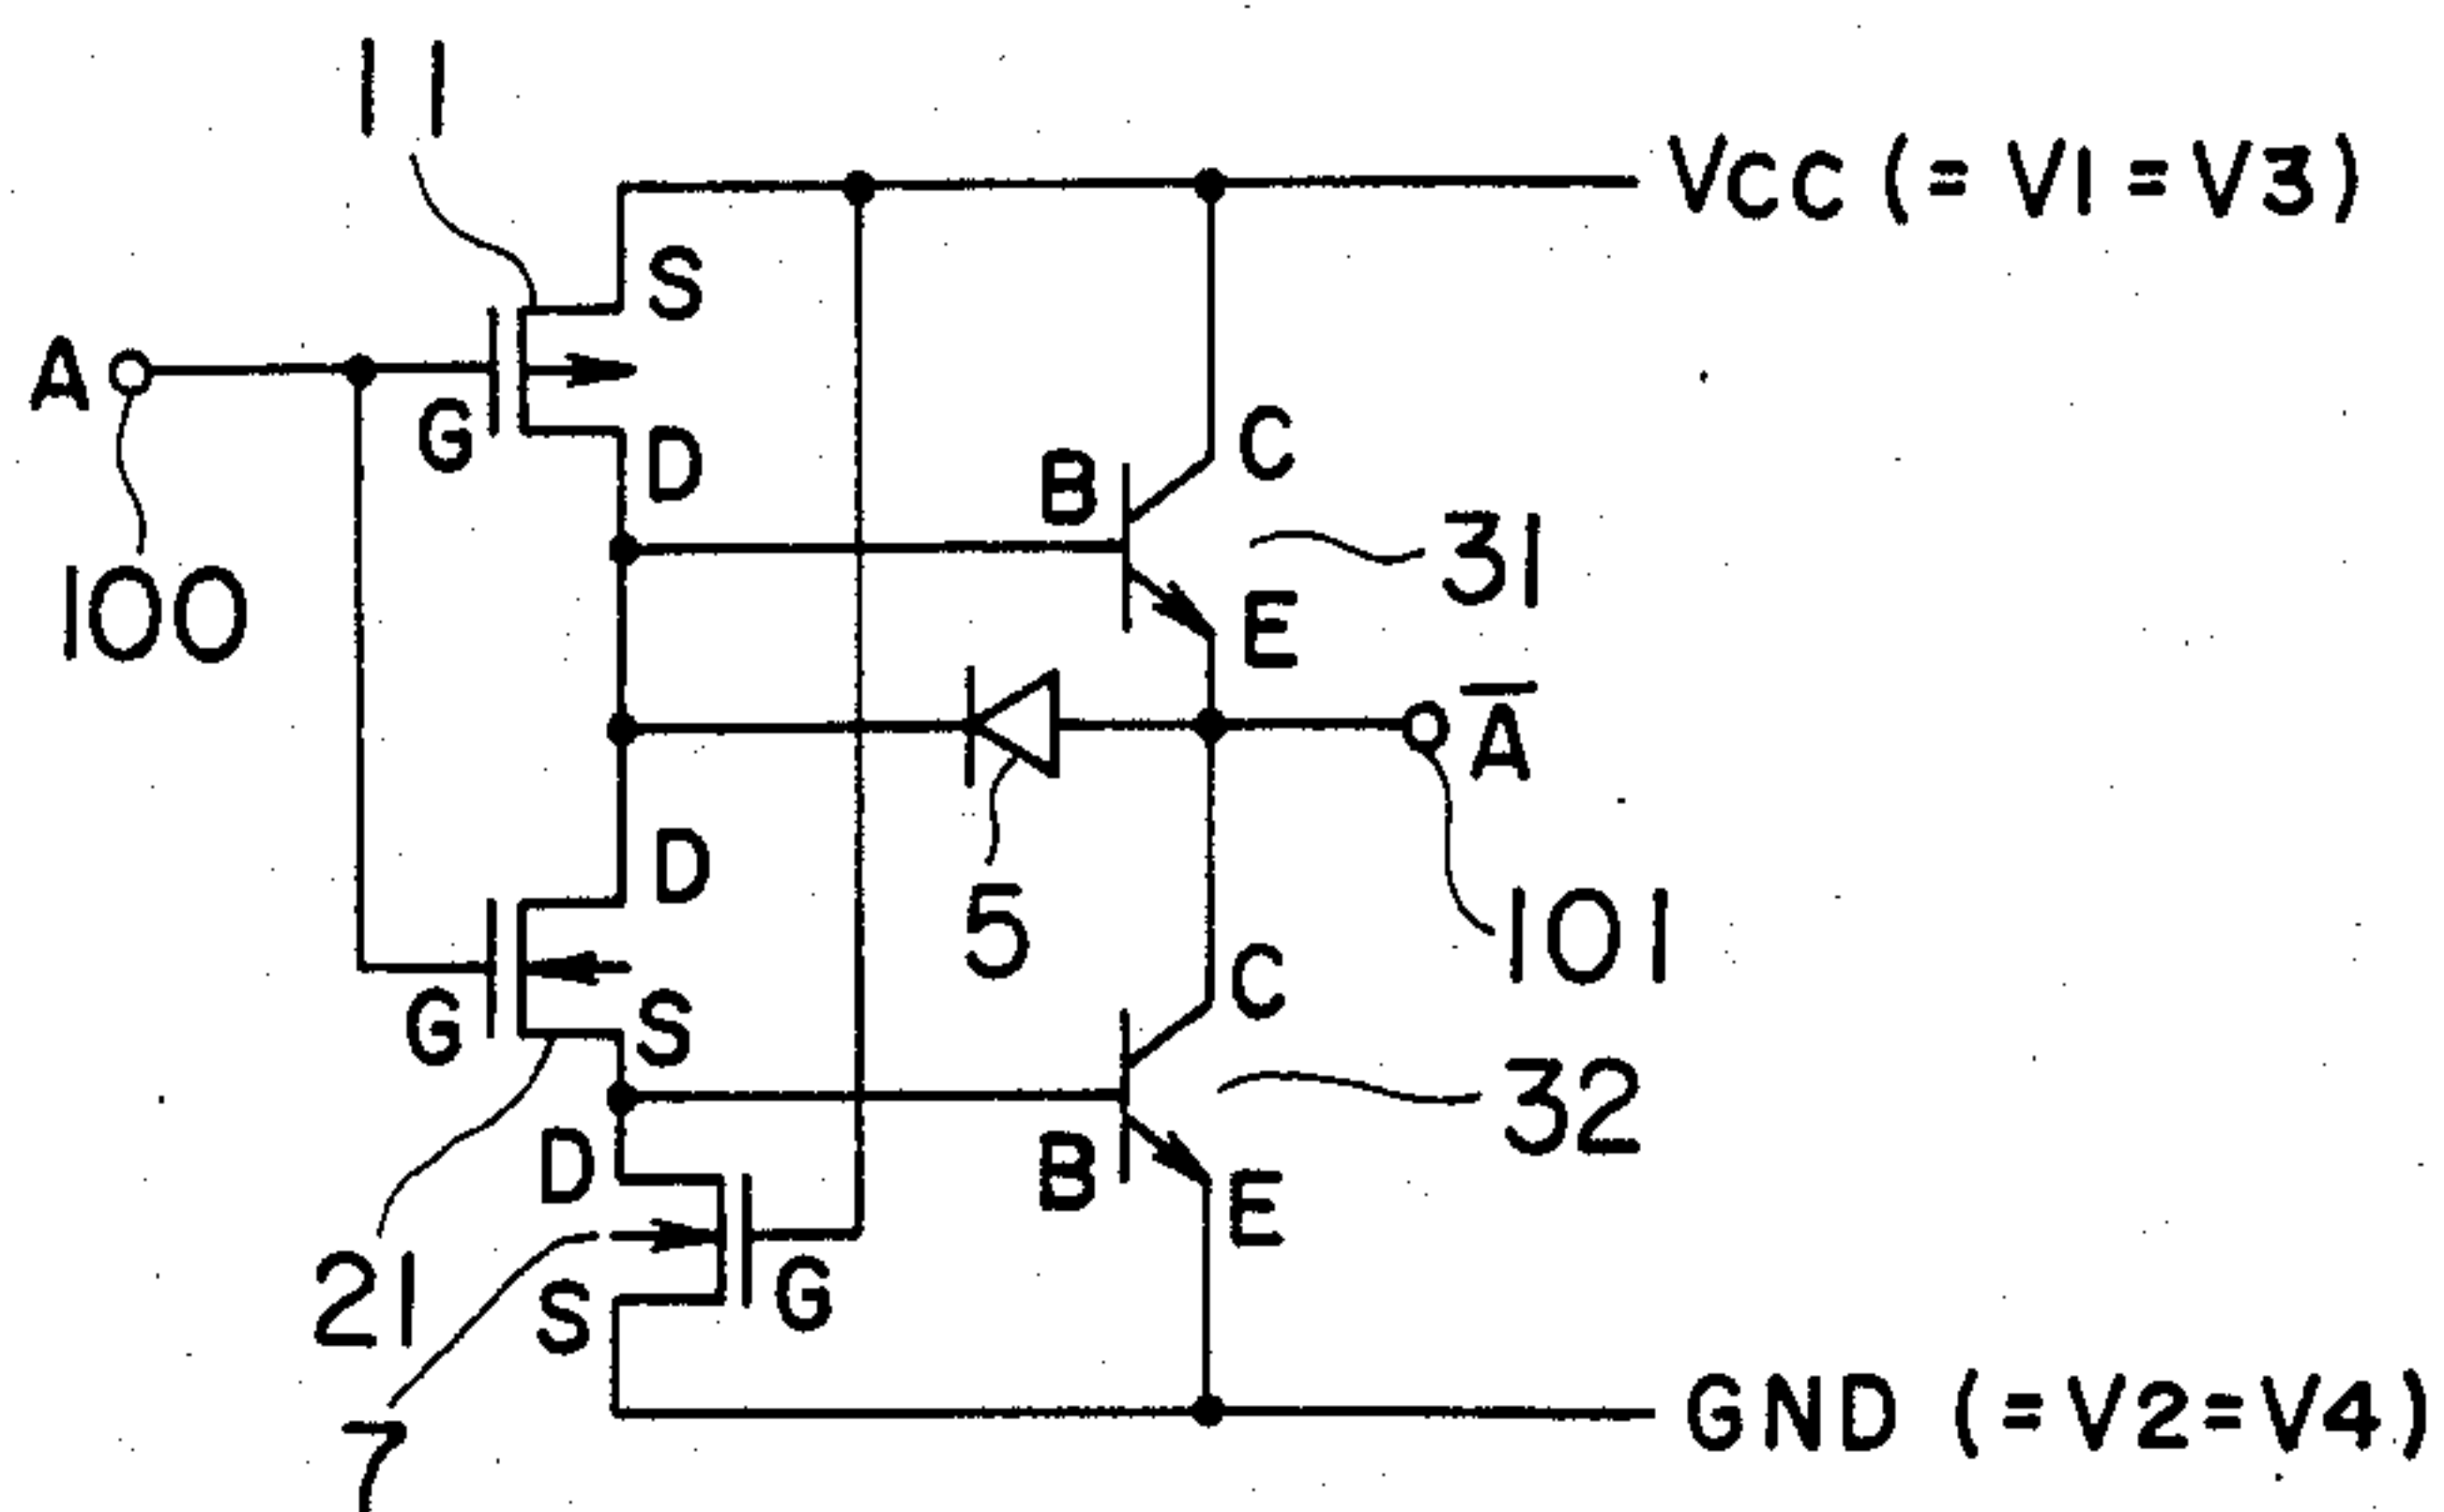 11
VCC (= V1 = V3)
S
A
G
D
B
C
31
E
100
A̅
D
5
101
C
G
S
32
D
B
E
21
S
G
7
GND (= V2 = V4)